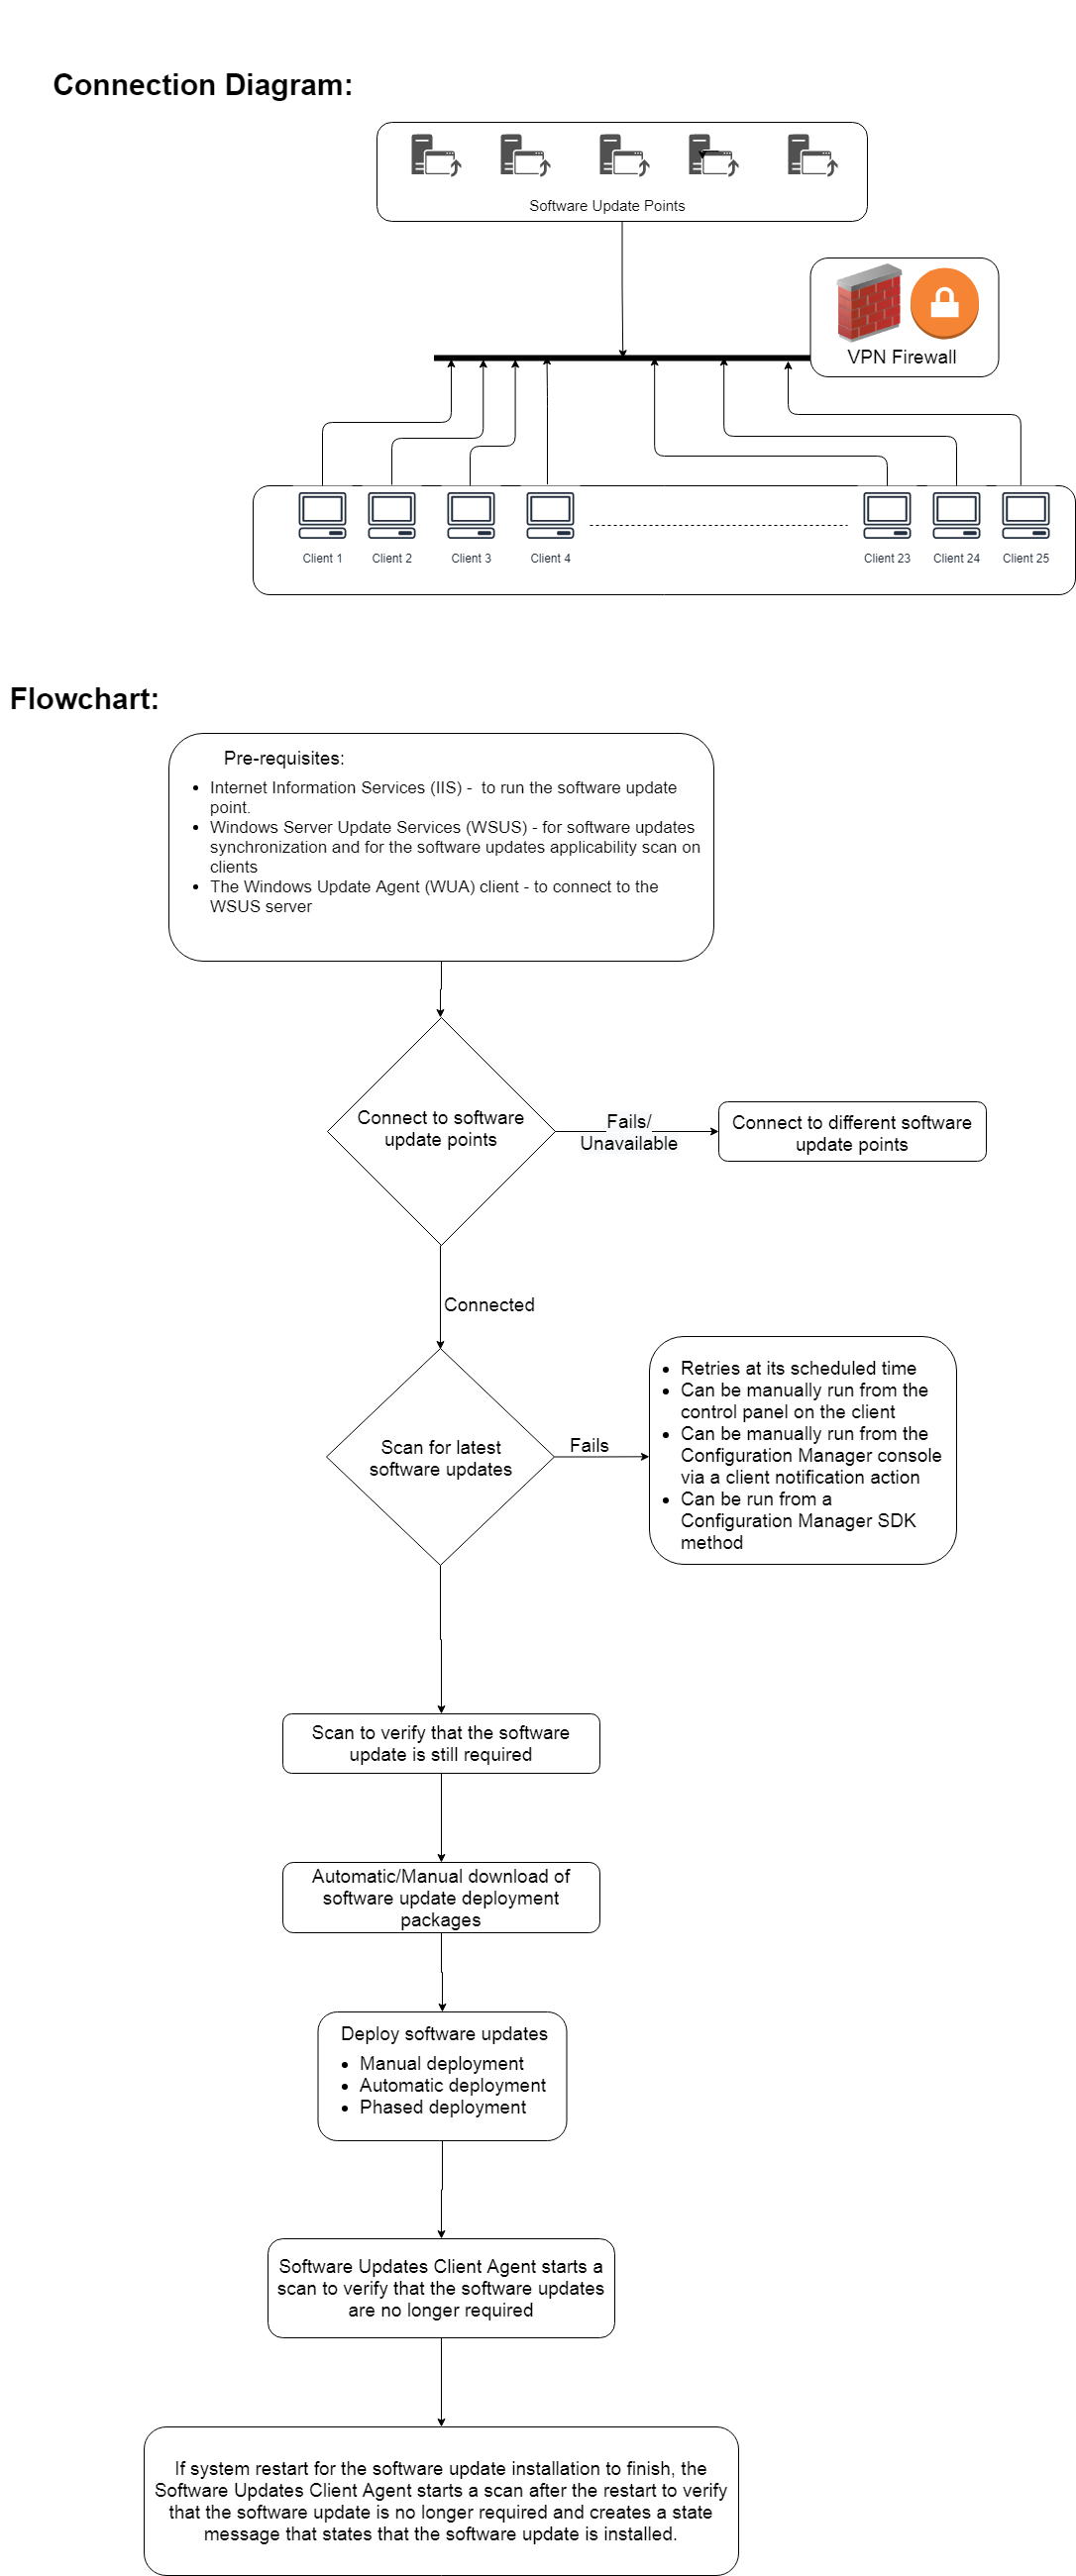 Connection Diagram:
Software Update Points
VPN Firewall
Client 1
Client 2
Client 3
Client 4
Client 23
Client 24
Client 25
Flowchart:
Pre-requisites:
Internet Information Services (IIS) - to run the software update
point.
Windows Server Update Services (WSUS) - for software updates
synchronization and for the software updates applicability scan on
clients
The Windows Update Agent (WUA) client - to connect to the
WSUS server
Connect to software
update points
Fails/
Unavailable
Connect to different software
update points
Connected
Scan for latest
software updates
Fails
Retries at its scheduled time
Can be manually run from the
control panel on the client
Can be manually run from the
Configuration Manager console
via a client notification action
Can be run from a
Configuration Manager SDK
method
Scan to verify that the software
update is still required
Automatic/Manual download of
software update deployment
packages
Deploy software updates
Manual deployment
Automatic deployment
Phased deployment
Software Updates Client Agent starts a
scan to verify that the software updates
are no longer required
If system restart for the software update installation to finish, the
Software Updates Client Agent starts a scan after the restart to verify
that the software update is no longer required and creates a state
message that states that the software update is installed.